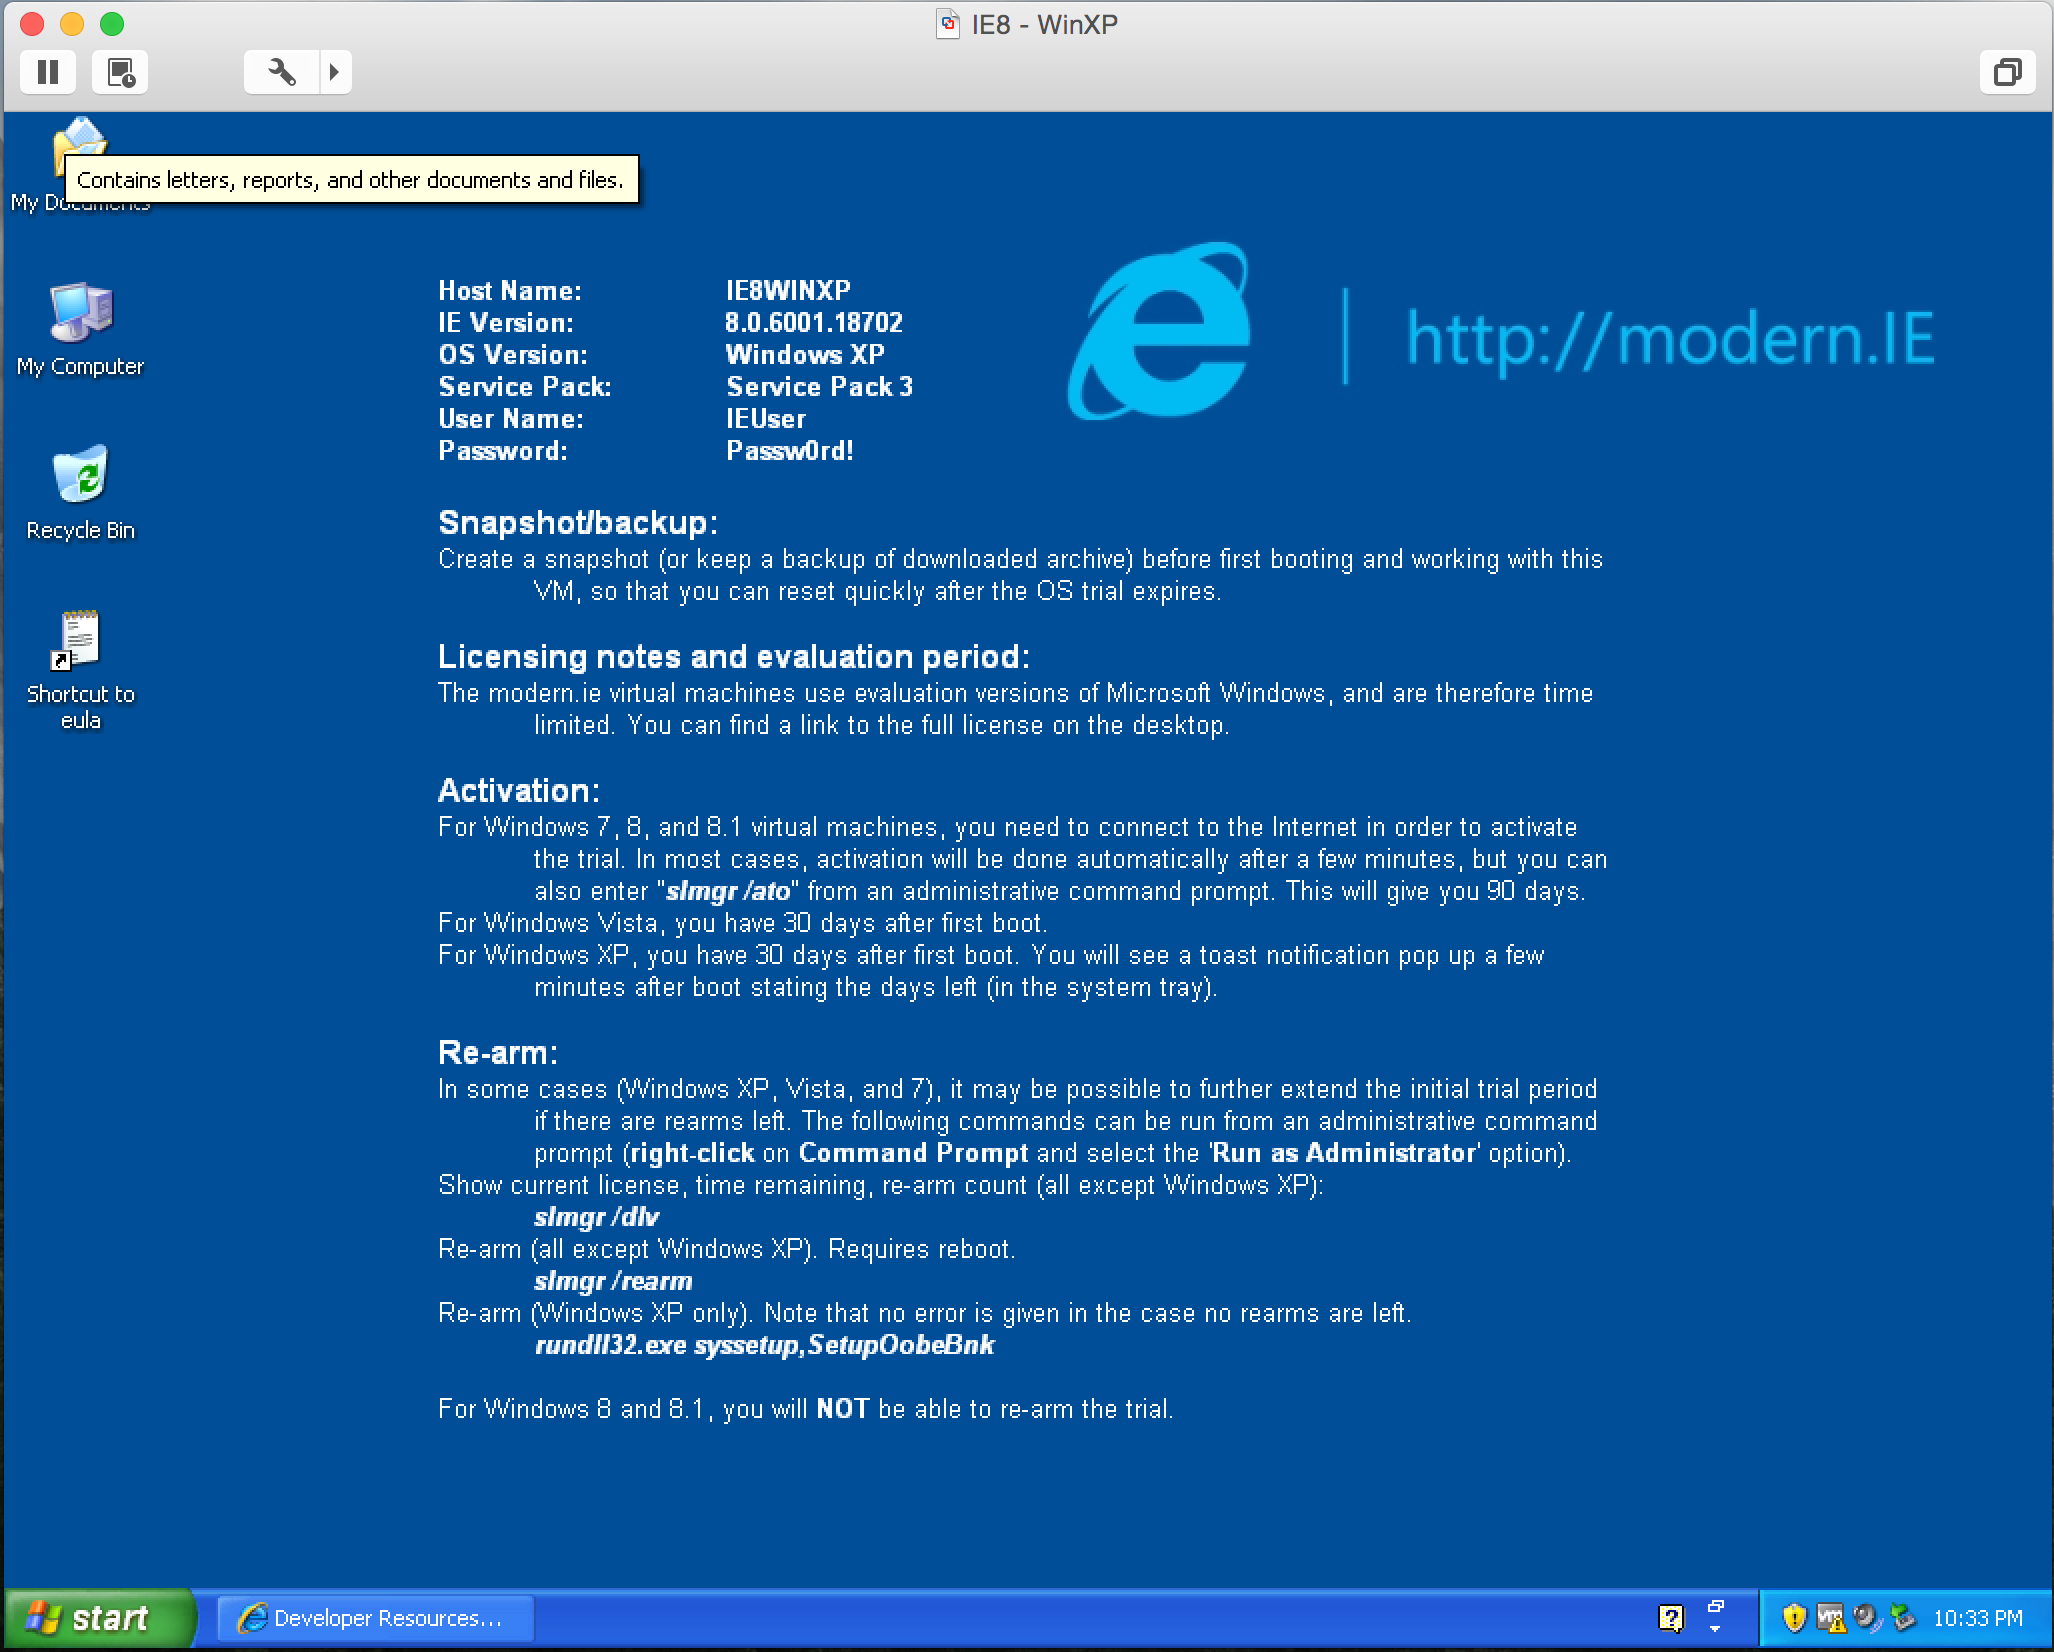 IE8 - WinXP
Contains letters, reports, and other documents and files.
My Documents
My Computer
Recycle Bin
Shortcut to
eula
Host Name: IE8WINXP
IE Version: 8.0.6001.18702
OS Version: Windows XP
Service Pack: Service Pack 3
User Name: IEUser
Password: Passw0rd!
http://modern.IE
Snapshot/backup:
Create a snapshot (or keep a backup of downloaded archive) before first booting and working with this
VM, so that you can reset quickly after the OS trial expires.
Licensing notes and evaluation period:
The modern.ie virtual machines use evaluation versions of Microsoft Windows, and are therefore time
limited. You can find a link to the full license on the desktop.
Activation:
For Windows 7, 8, and 8.1 virtual machines, you need to connect to the Internet in order to activate
the trial. In most cases, activation will be done automatically after a few minutes, but you can
also enter "slmgr /ato" from an administrative command prompt. This will give you 90 days.
For Windows Vista, you have 30 days after first boot.
For Windows XP, you have 30 days after first boot. You will see a toast notification pop up a few
minutes after boot stating the days left (in the system tray).
Re-arm:
In some cases (Windows XP, Vista, and 7), it may be possible to further extend the initial trial period
if there are rearms left. The following commands can be run from an administrative command
prompt (right-click on Command Prompt and select the 'Run as Administrator' option).
Show current license, time remaining, re-arm count (all except Windows XP):
slmgr /dlv
Re-arm (all except Windows XP). Requires reboot.
slmgr /rearm
Re-arm (Windows XP only). Note that no error is given in the case no rearms are left.
rundll32.exe syssetup,SetupOobeBnk
For Windows 8 and 8.1, you will NOT be able to re-arm the trial.
start
Developer Resources...
10:33 PM